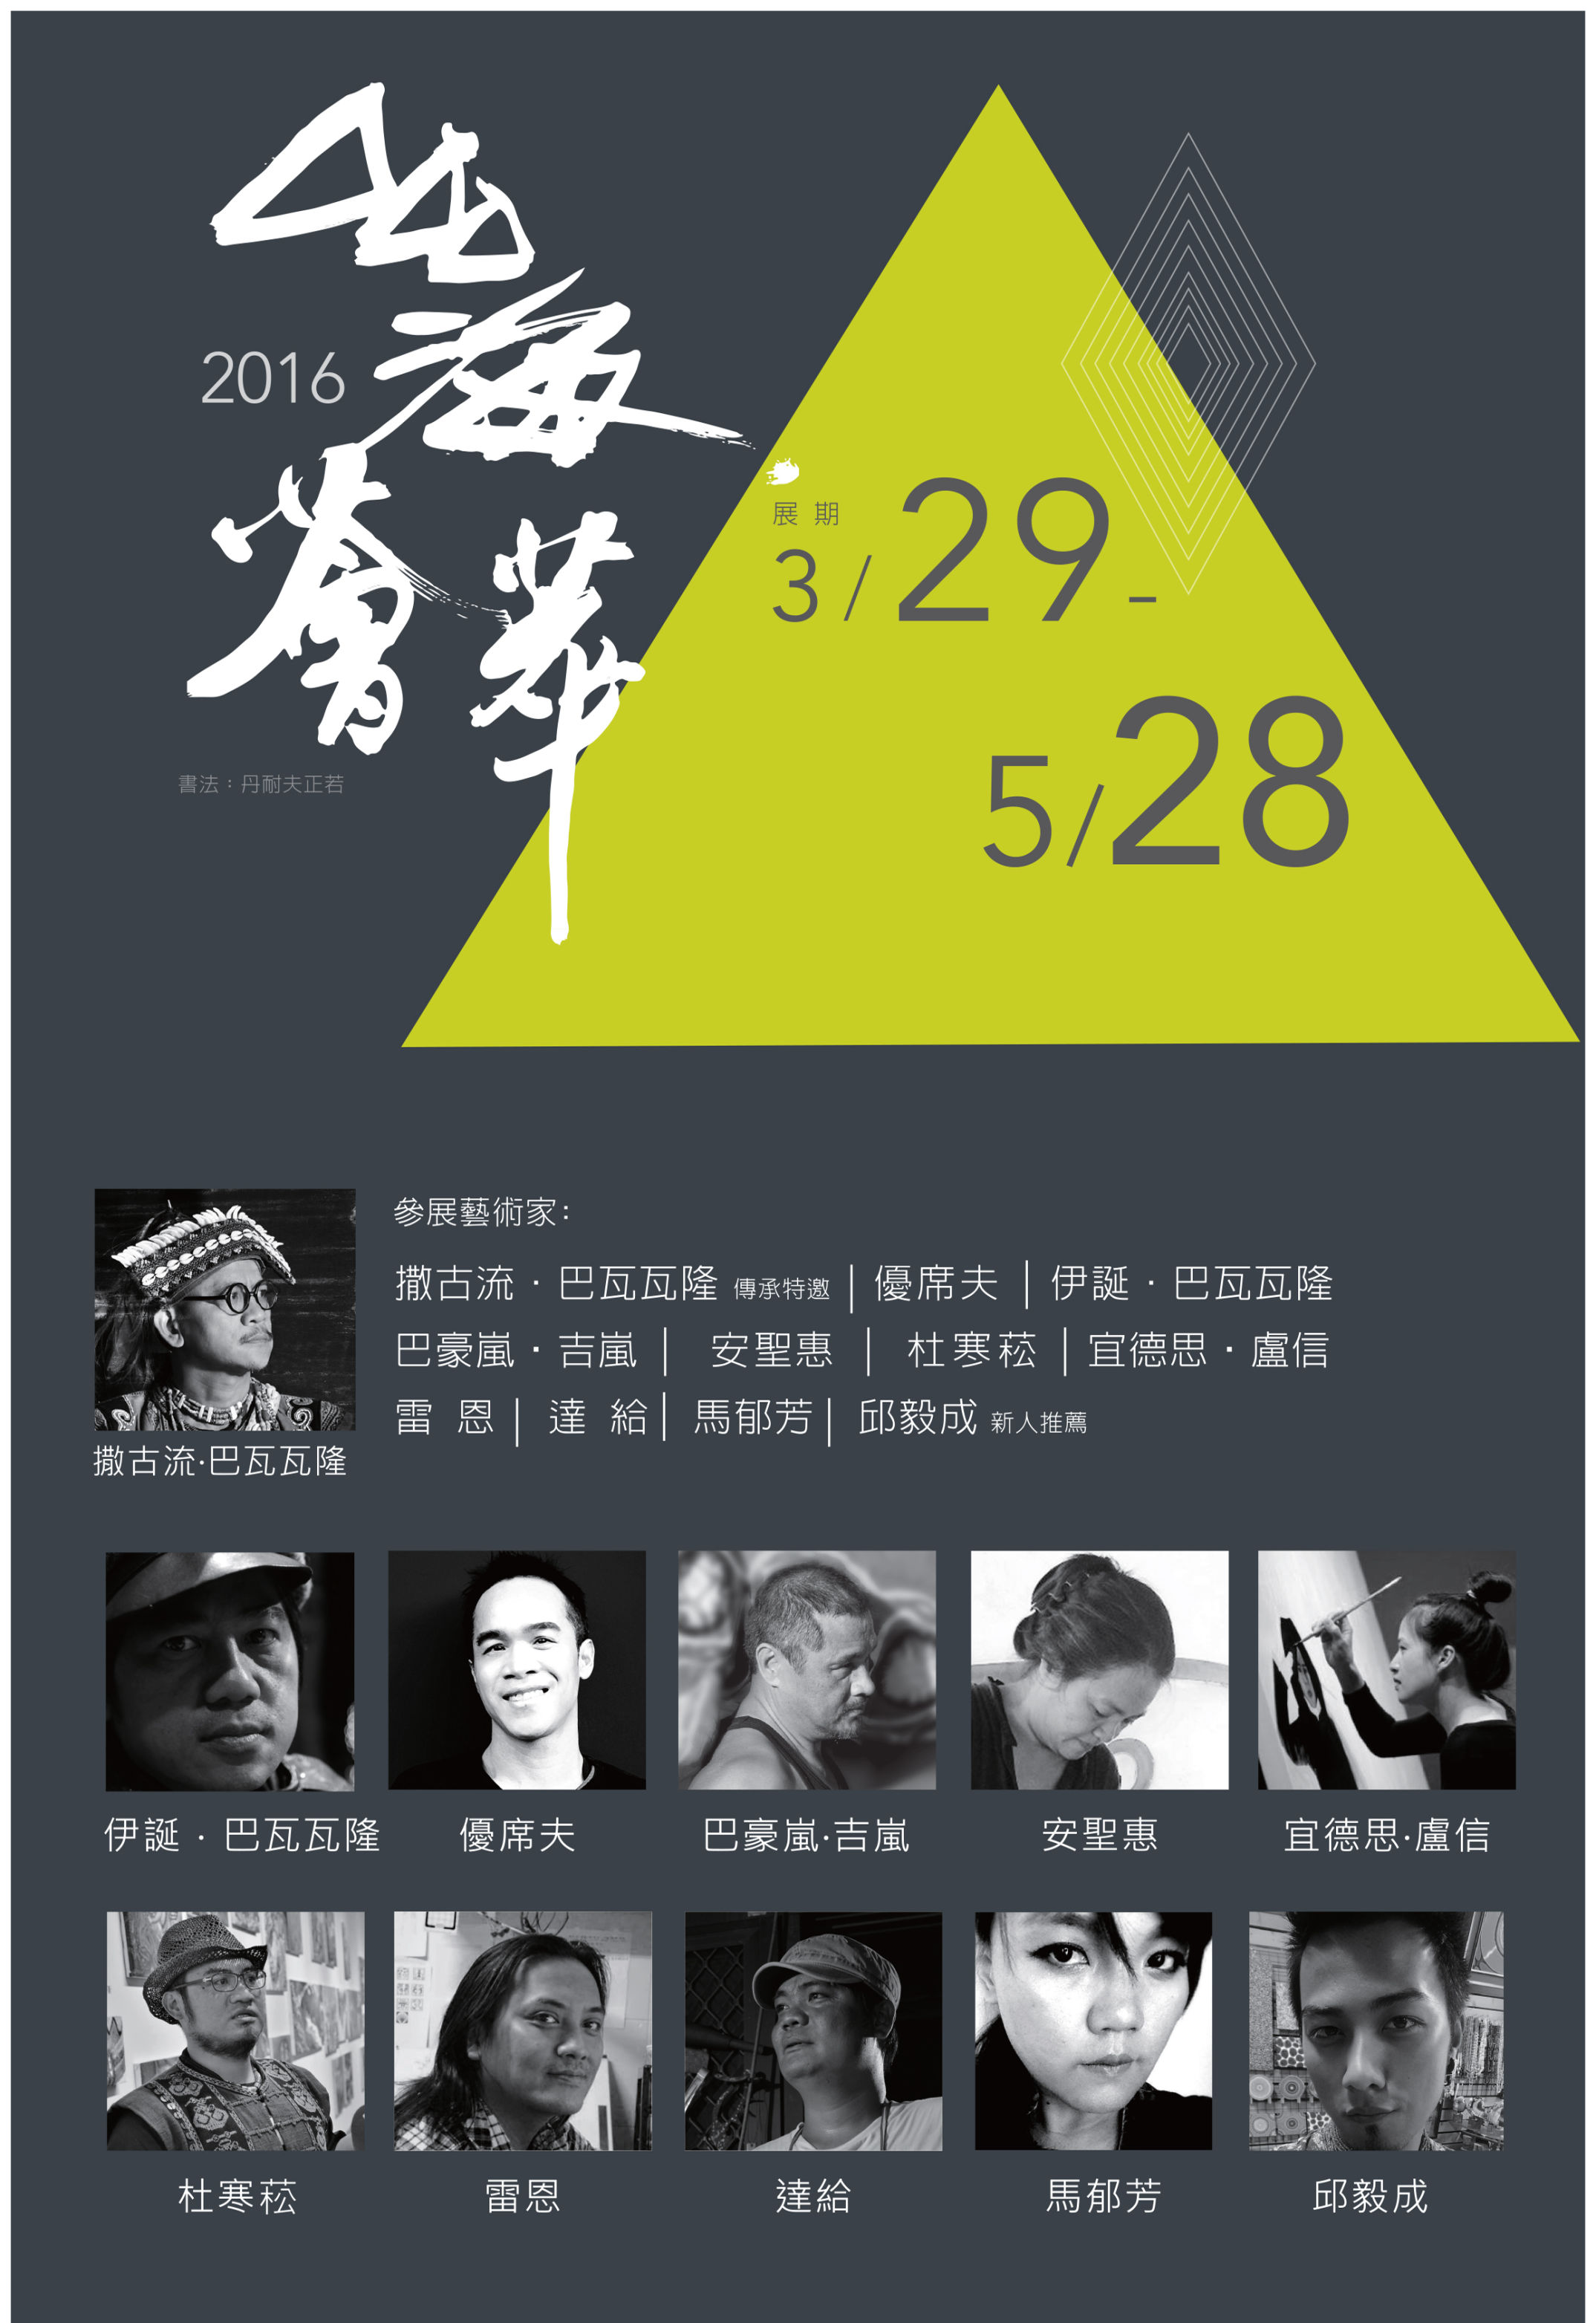 山海
2016
薈萃
書法：丹耐夫正若
展 期
3/29-
5/28
參展藝術家：
撒古流．巴瓦瓦隆 傳承特邀 | 優席夫 | 伊誕．巴瓦瓦隆
巴豪嵐．吉嵐 | 安聖惠 | 杜寒菘 | 宜德思．盧信
雷 恩 | 達 給 | 馬郁芳 | 邱毅成 新人推薦
撒古流·巴瓦瓦隆
伊誕．巴瓦瓦隆
優席夫
巴豪嵐·吉嵐
安聖惠
宜德思·盧信
杜寒菘
雷恩
達給
馬郁芳
邱毅成